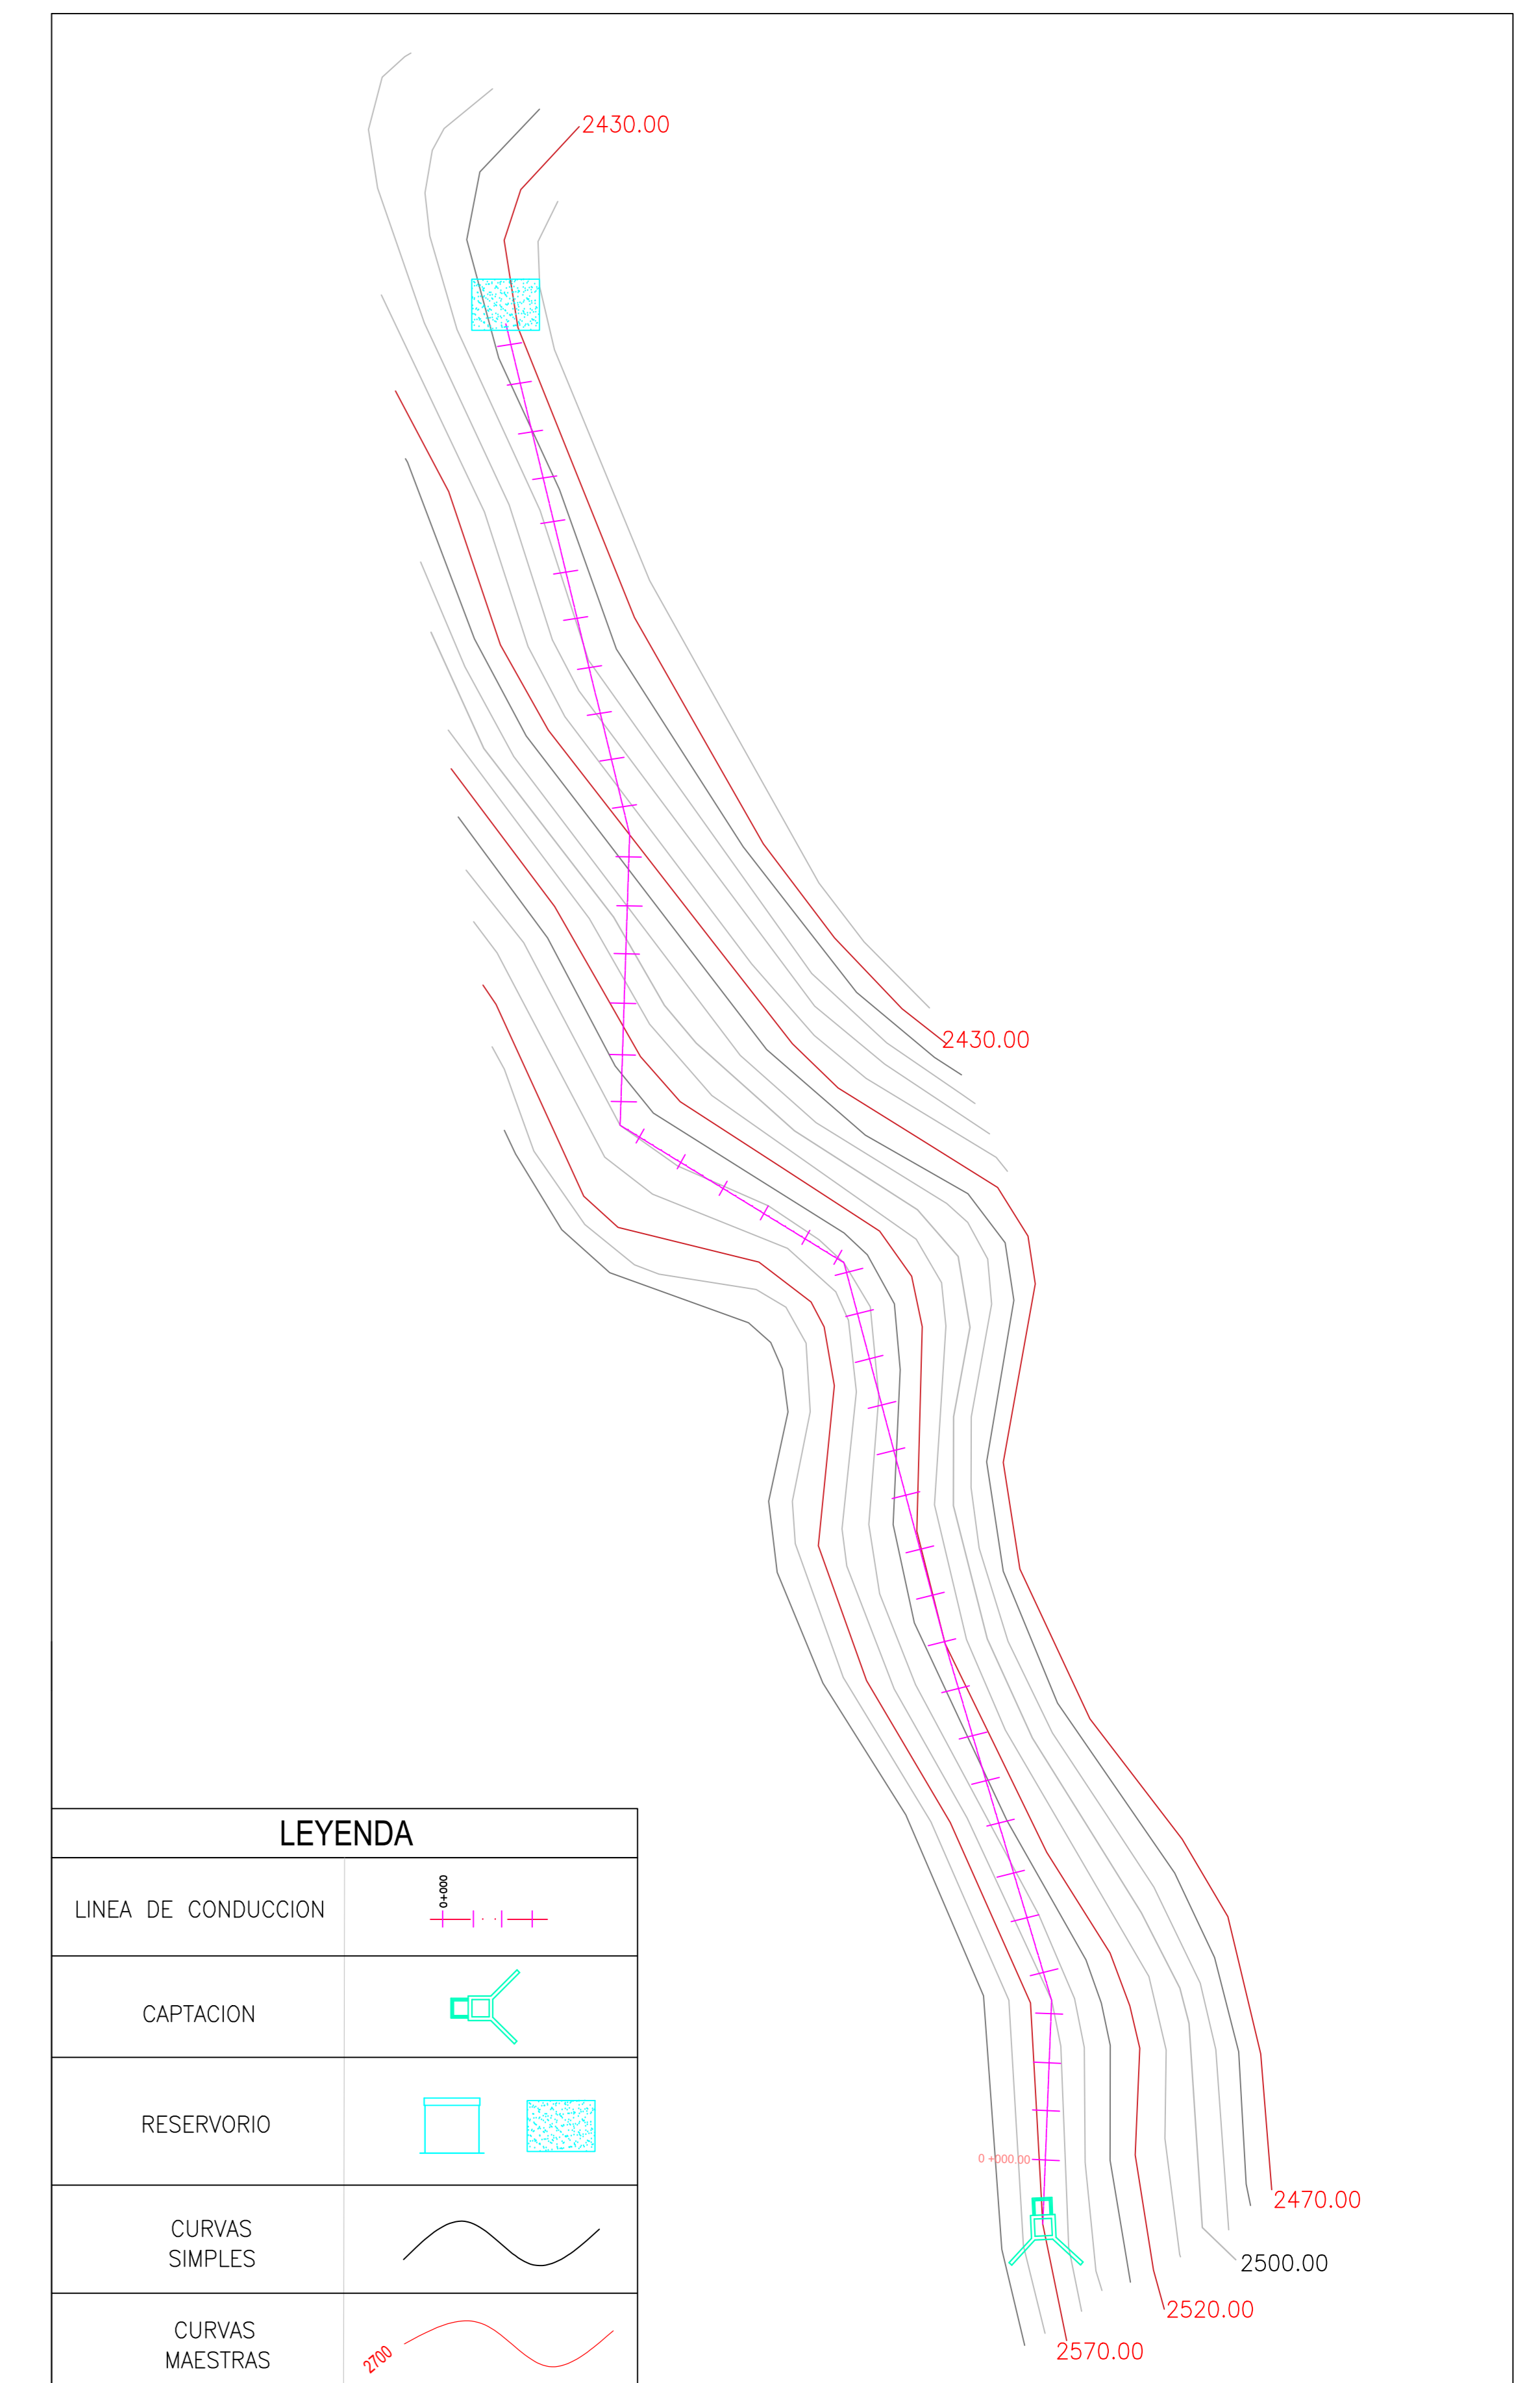 2430.00
2430.00
LEYENDA
LINEA DE CONDUCCION
0+000
CAPTACION
RESERVORIO
CURVAS
SIMPLES
CURVAS
MAESTRAS
2700
0 +000.00
2470.00
2500.00
2520.00
2570.00